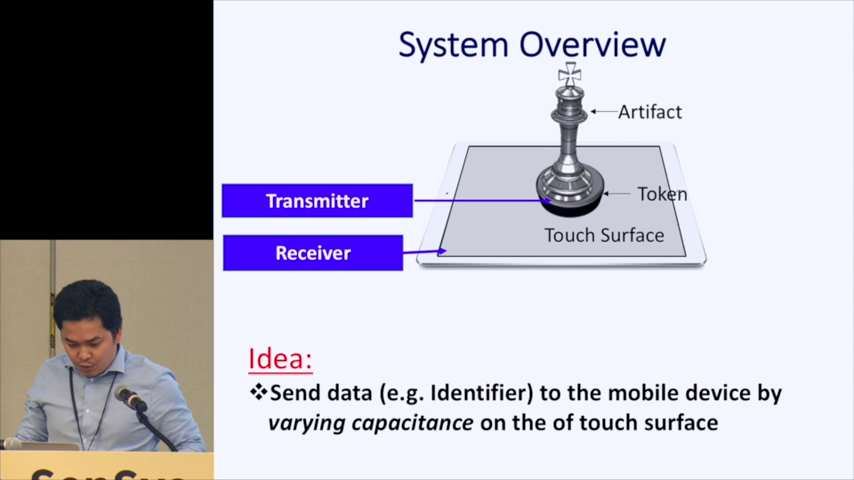 System Overview
Artifact
Transmitter
Token
Touch Surface
Receiver
Idea:
❖Send data (e.g. Identifier) to the mobile device by
varying capacitance on the of touch surface